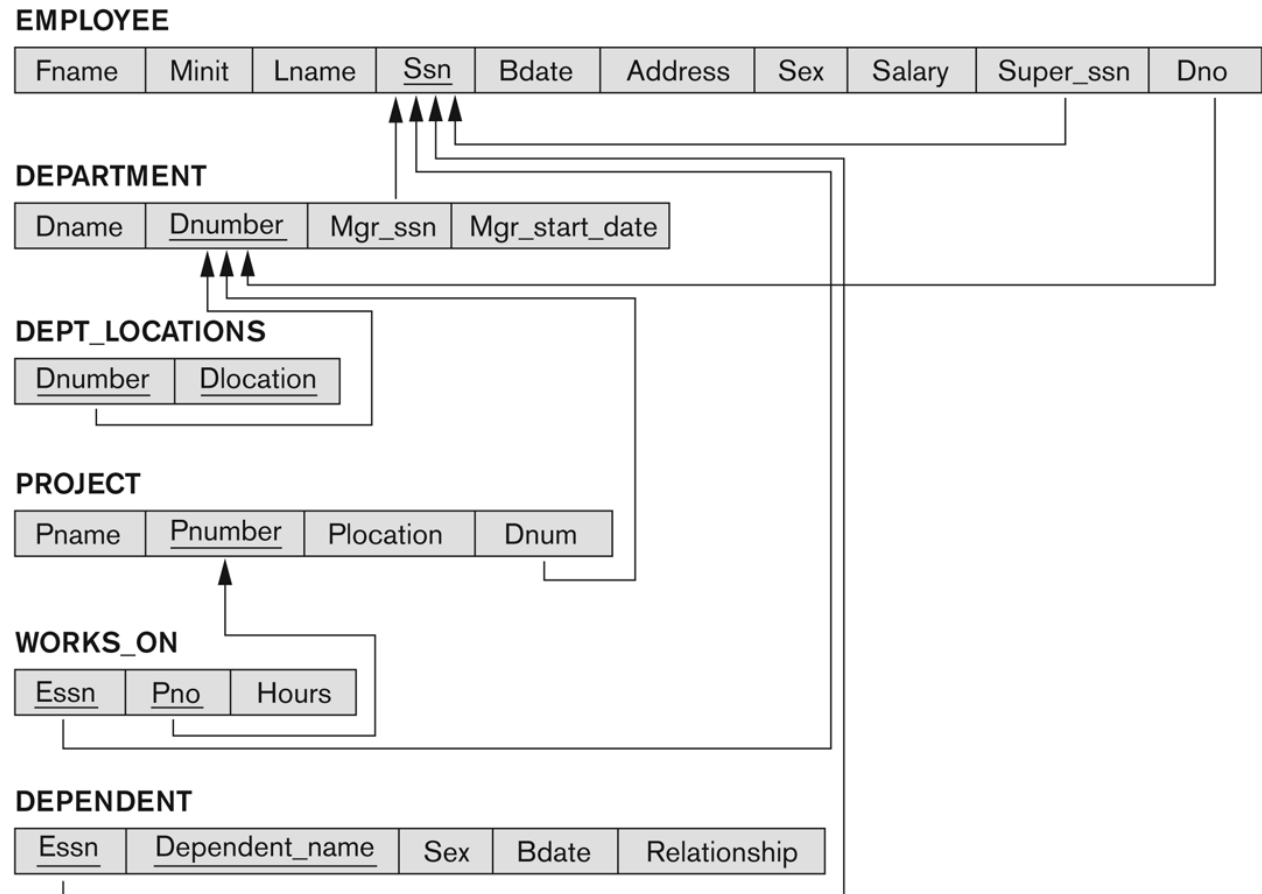 EMPLOYEE
Fname Minit Lname Ssn Bdate Address Sex Salary Super_ssn Dno
DEPARTMENT
Dname Dnumber Mgr_ssn Mgr_start_date
DEPT_LOCATIONS
Dnumber Dlocation
PROJECT
Pname Pnumber Plocation Dnum
WORKS_ON
Essn Pno Hours
DEPENDENT
Essn Dependent_name Sex Bdate Relationship